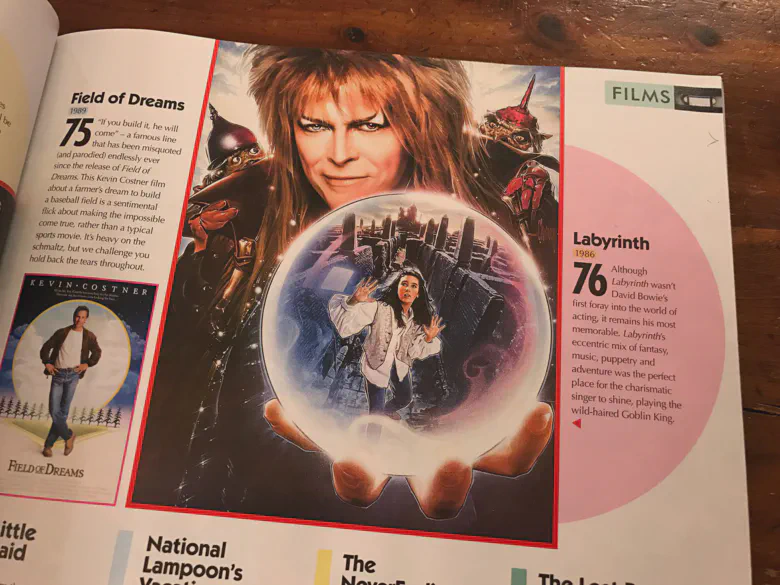 FILMS
Field of Dreams
1989
75 "If you build it, he will
come" – a famous line
that has been misquoted
(and parodied) endlessly ever
since the release of Field of
Dreams. This Kevin Costner film
about a farmer's dream to build
a baseball field is a sentimental
flick about making the impossible
come true, rather than a typical
sports movie. It's heavy on the
schmaltz, but we challenge you
hold back the tears throughout.
KEVIN·COSTNER
FIELD OF DREAMS
Labyrinth
1986
76 Although
Labyrinth wasn't
David Bowie's
first foray into the world of
acting, it remains his most
memorable. Labyrinth's
eccentric mix of fantasy,
music, puppetry and
adventure was the perfect
place for the charismatic
singer to shine, playing the
wild-haired Goblin King.
National
Lampoon's
The